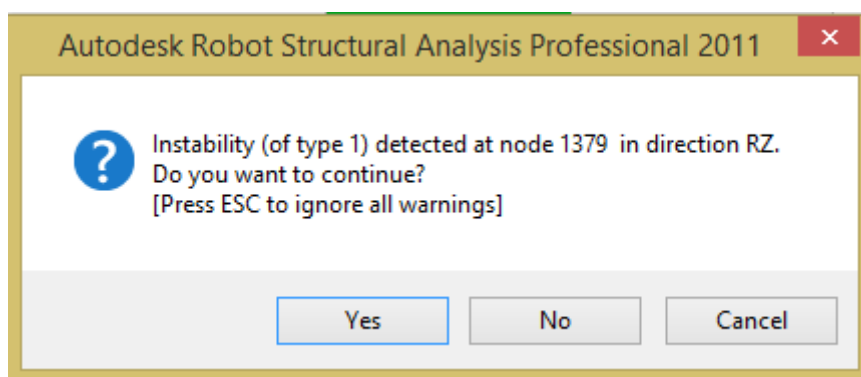 Autodesk Robot Structural Analysis Professional 2011
Instability (of type 1) detected at node 1379 in direction RZ.
Do you want to continue?
[Press ESC to ignore all warnings]
Yes No Cancel